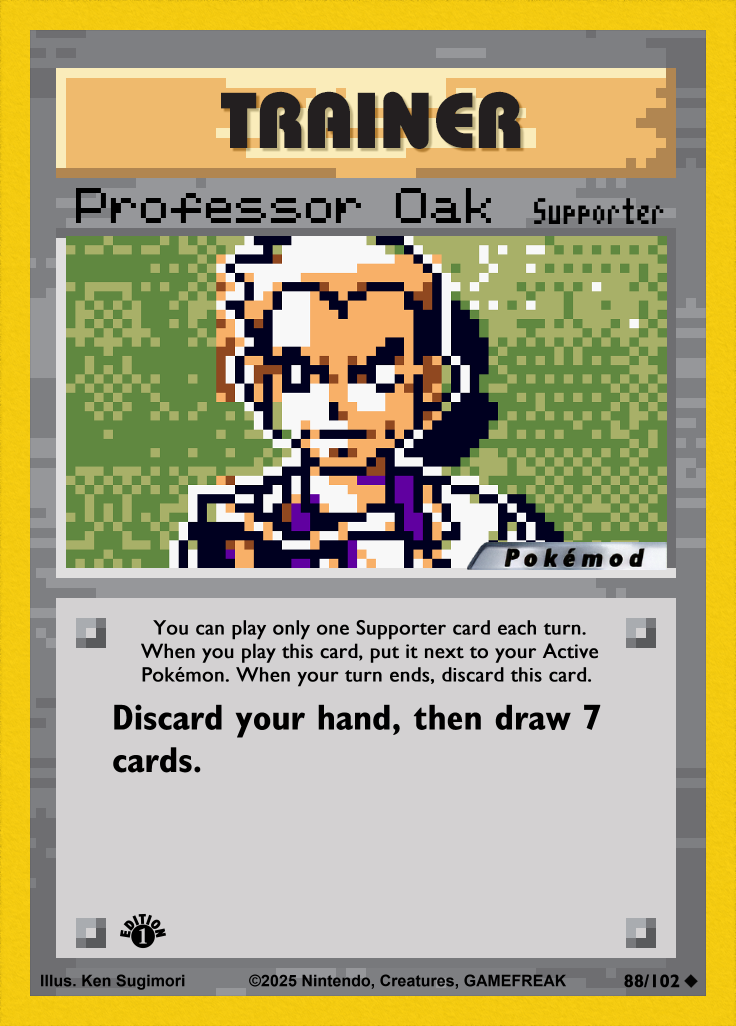 TRAINER
Professor Oak Supporter
Pokémod
You can play only one Supporter card each turn.
When you play this card, put it next to your Active
Pokémon. When your turn ends, discard this card.
Discard your hand, then draw 7
cards.
EDITION
1
Illus. Ken Sugimori ©2025 Nintendo, Creatures, GAMEFREAK 88/102 ◆